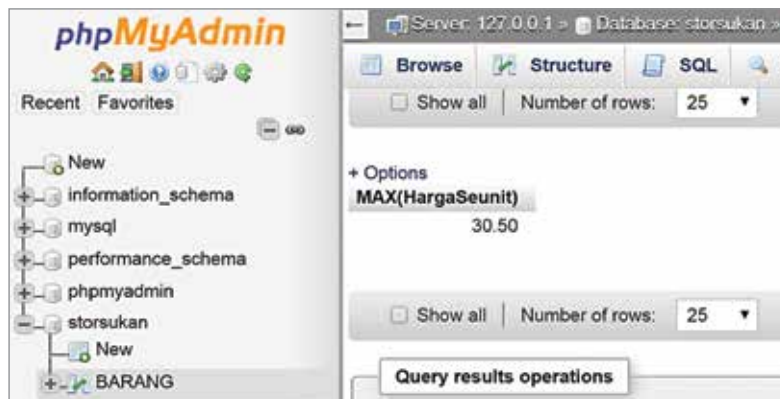 phpMyAdmin
Recent Favorites
New
information_schema
mysql
performance_schema
phpmyadmin
storsukan
New
BARANG
← Server: 127.0.0.1 » Database: storsukan »
Browse Structure SQL
Show all Number of rows: 25
+ Options
MAX(HargaSeunit)
30.50
Show all Number of rows: 25
Query results operations